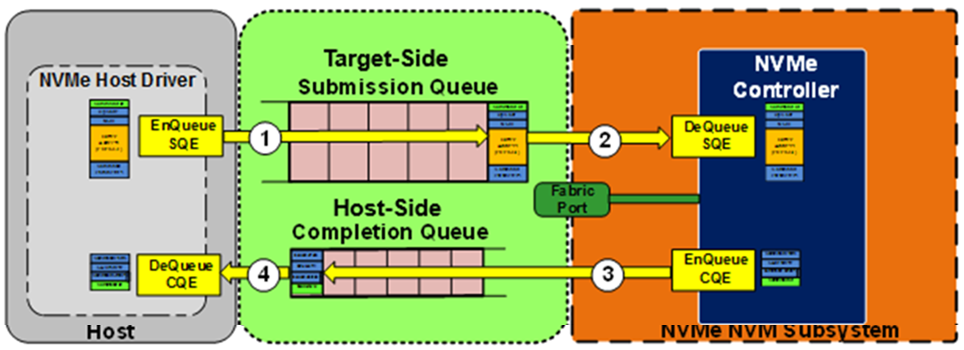 NVMe Host Driver
EnQueue
SQE
1
Target-Side
Submission Queue
2
NVMe
Controller
DeQueue
SQE
Fabric
Port
Host-Side
Completion Queue
DeQueue
CQE
4
3
EnQueue
CQE
Host
NVMe NVM Subsystem